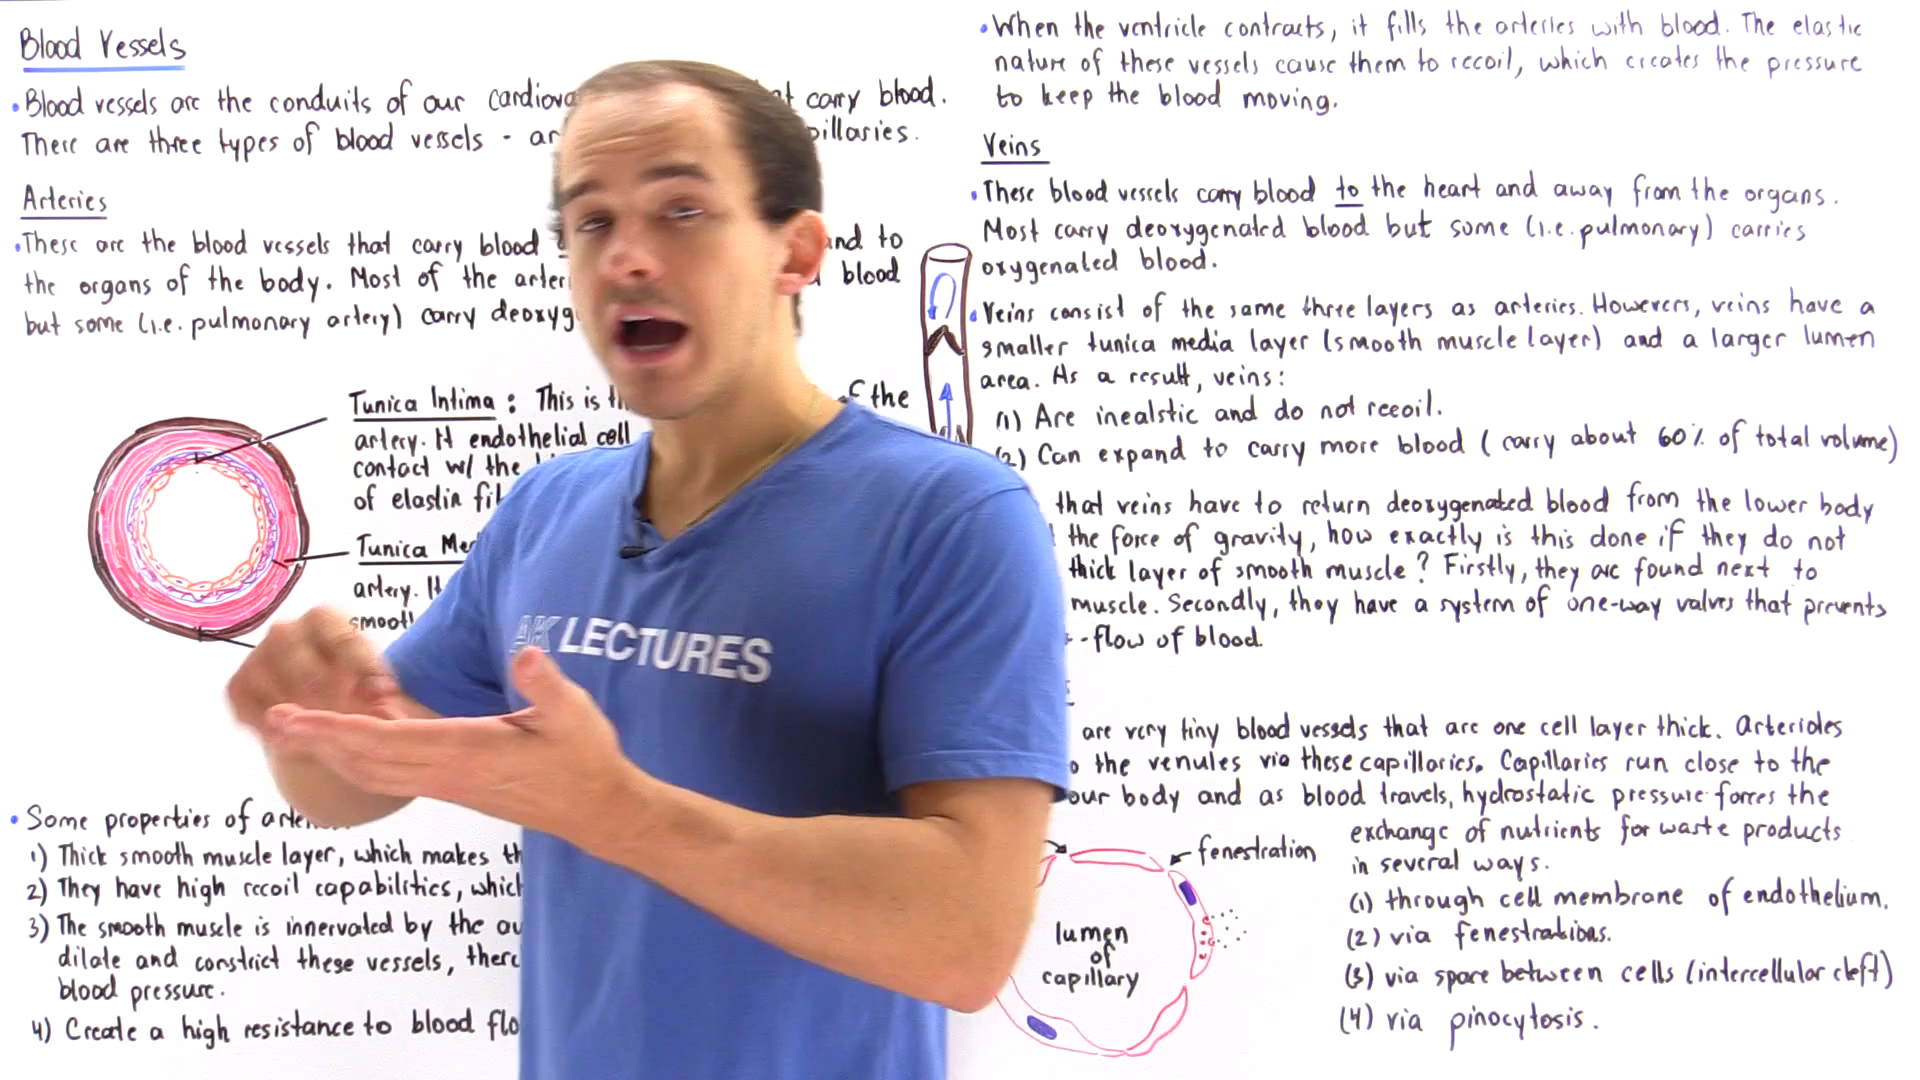 Blood Vessels
• Blood vessels are the conduits of our carry blood.
There are three types of blood vessels -
Arteries
• These are the blood vessels that carry blood and to
the organs of the body. Most of the blood
but some (i.e. pulmonary artery) carry
Tunica Intima: This is of the
artery. It endothelial cell
contact w/ the
of elastin
Tunica
artery. It
• Some properties of
1) Thick smooth muscle layer, which makes
2) They have high recoil capabilities, which
3) The smooth muscle is innervated by the
dilate and constrict these vessels,
blood pressure.
4) Create a high resistance to blood
AK LECTURES
• When the ventricle contracts, it fills the arteries with blood. The elastic
nature of these vessels cause them to recoil, which creates the pressure
to keep the blood moving.
Veins
• These blood vessels carry blood to the heart and away from the organs.
Most carry deoxygenated blood but some (i.e. pulmonary) carries
oxygenated blood.
• Veins consist of the same three layers as arteries. Howevers, veins have a
smaller tunica media layer (smooth muscle layer) and a larger lumen
area. As a result, veins:
(1) Are inealstic and do not recoil.
(2) Can expand to carry more blood (carry about 60% of total volume)
that veins have to return deoxygenated blood from the lower body
the force of gravity, how exactly is this done if they do not
thick layer of smooth muscle? Firstly, they are found next to
muscle. Secondly, they have a system of one-way valves that prevents
-flow of blood.
are very tiny blood vessels that are one cell layer thick. Arterioles
the venules via these capillaries. Capillaries run close to the
our body and as blood travels, hydrostatic pressure forces the
exchange of nutrients for waste products
in several ways.
(1) through cell membrane of endothelium.
(2) via fenestrations.
(3) via space between cells (intercellular cleft)
(4) via pinocytosis.
fenestration
lumen
of
capillary